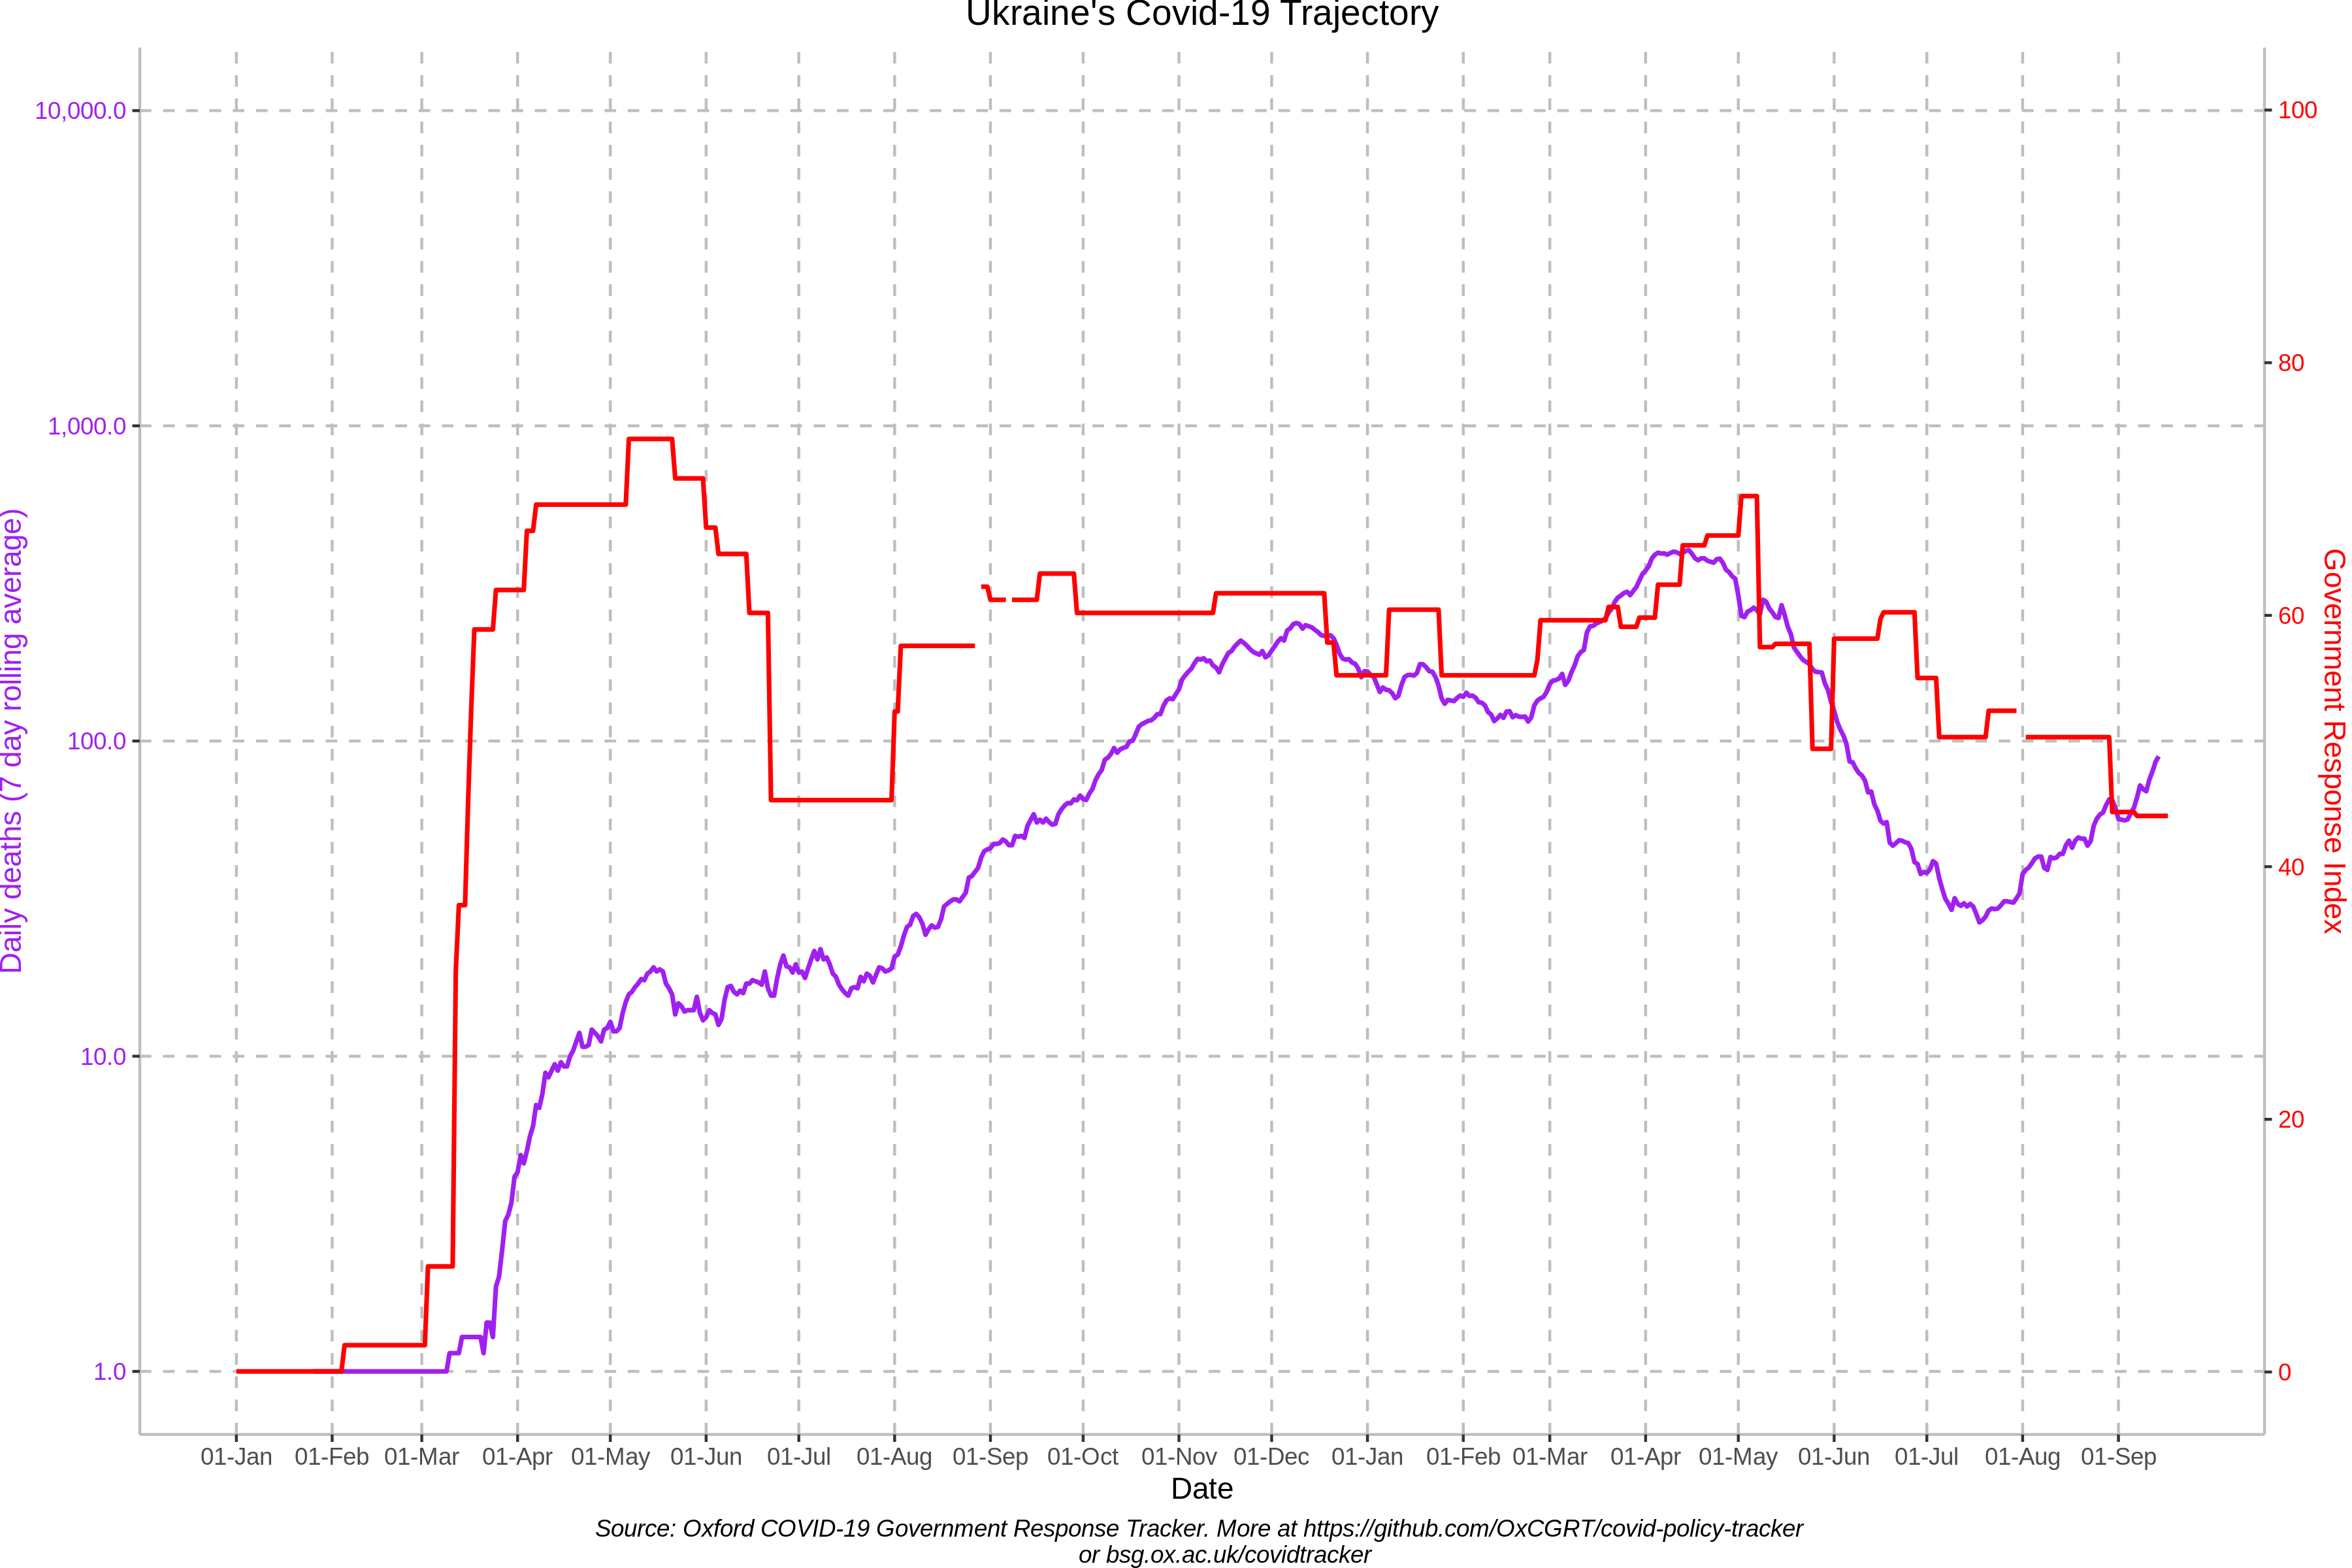 Ukraine's Covid-19 Trajectory
10,000.0
1,000.0
100.0
10.0
1.0
Daily deaths (7 day rolling average)
100
80
60
40
20
0
Government Response Index
01-Jan 01-Feb 01-Mar 01-Apr 01-May 01-Jun 01-Jul 01-Aug 01-Sep 01-Oct 01-Nov 01-Dec 01-Jan 01-Feb 01-Mar 01-Apr 01-May 01-Jun 01-Jul 01-Aug 01-Sep
Date
Source: Oxford COVID-19 Government Response Tracker. More at https://github.com/OxCGRT/covid-policy-tracker
or bsg.ox.ac.uk/covidtracker